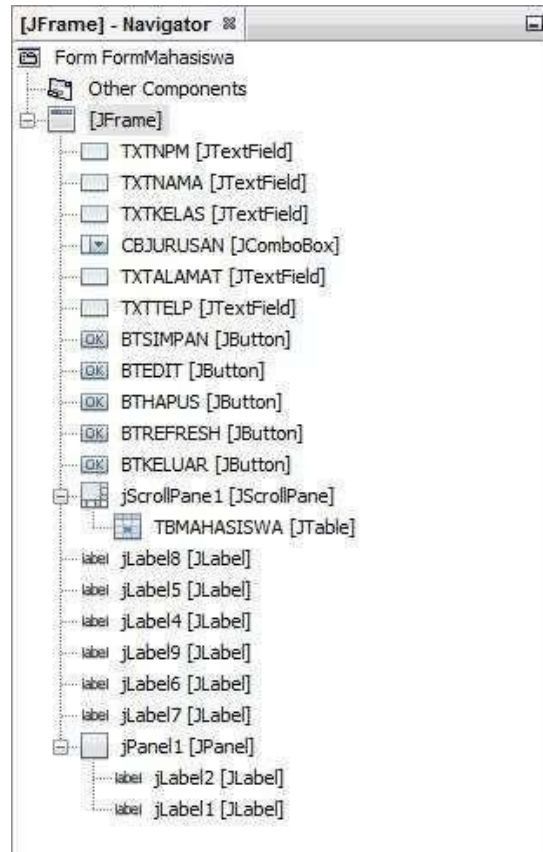 [JFrame] - Navigator
Form FormMahasiswa
Other Components
[JFrame]
TXTNPM [JTextField]
TXTNAMA [JTextField]
TXTKELAS [JTextField]
CBJURUSAN [JComboBox]
TXTALAMAT [JTextField]
TXTTELP [JTextField]
OK BTSIMPAN [JButton]
OK BTEDIT [JButton]
OK BTHAPUS [JButton]
OK BTREFRESH [JButton]
OK BTKELUAR [JButton]
jScrollPane1 [JScrollPane]
TBMAHASISWA [JTable]
label jLabel8 [JLabel]
label jLabel5 [JLabel]
label jLabel4 [JLabel]
label jLabel9 [JLabel]
label jLabel6 [JLabel]
label jLabel7 [JLabel]
jPanel1 [JPanel]
label jLabel2 [JLabel]
label jLabel1 [JLabel]